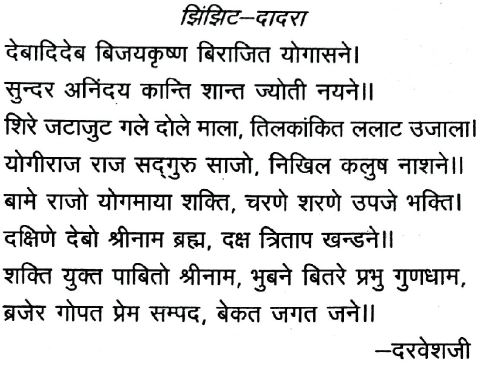 झिंझिट–दादरा
देबादिदेब बिजयकृष्ण बिराजित योगासने।
सुन्दर अनिंदय कान्ति शान्त ज्योती नयने॥
शिरे जटाजुट गले दोले माला, तिलकांकित ललाट उजाला।
योगीराज राज सद्‌गुरु साजो, निखिल कलुष नाशने॥
बामे राजो योगमाया शक्ति, चरणे शरणे उपजे भक्ति।
दक्षिणे देबो श्रीनाम ब्रह्म, दक्ष त्रिताप खन्डने॥
शक्ति युक्त पाबितो श्रीनाम, भुबने बितरे प्रभु गुणधाम,
ब्रजेर गोपत प्रेम सम्पद, बेकत जगत जने॥
–दरवेशजी